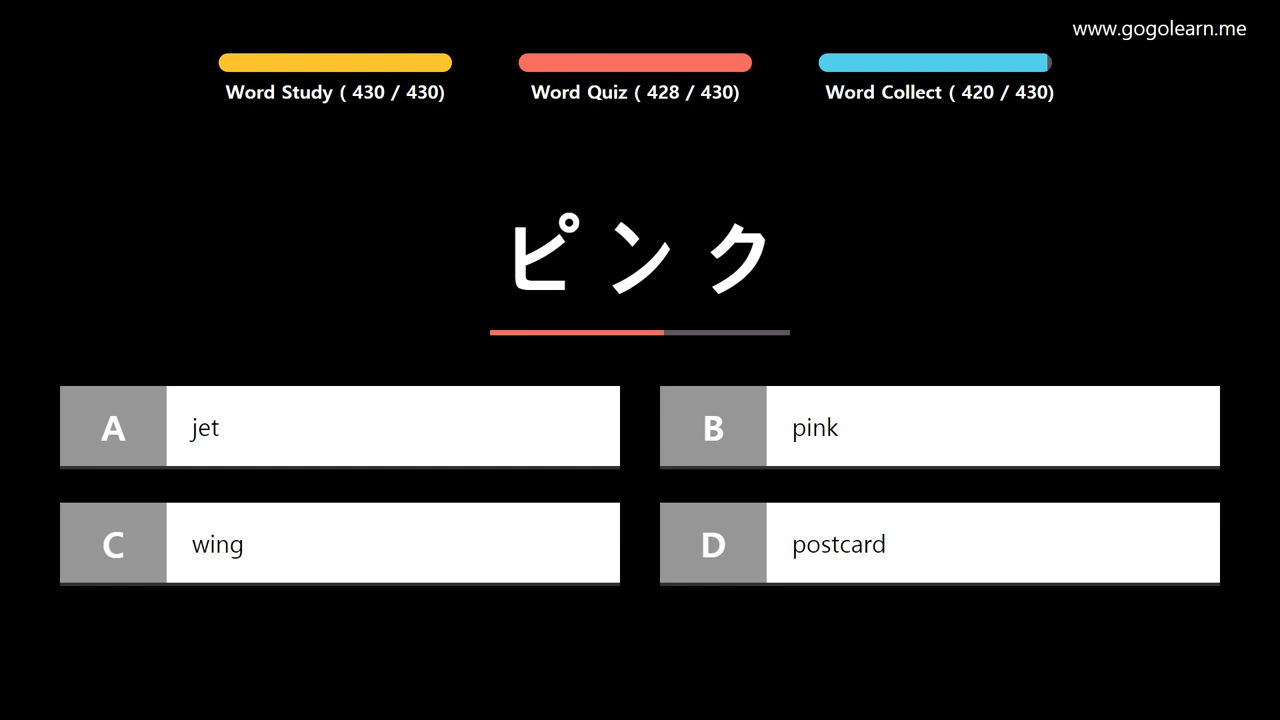 www.gogolearn.me
Word Study ( 430 / 430)
Word Quiz ( 428 / 430)
Word Collect ( 420 / 430)
ピンク
A jet
B pink
C wing
D postcard